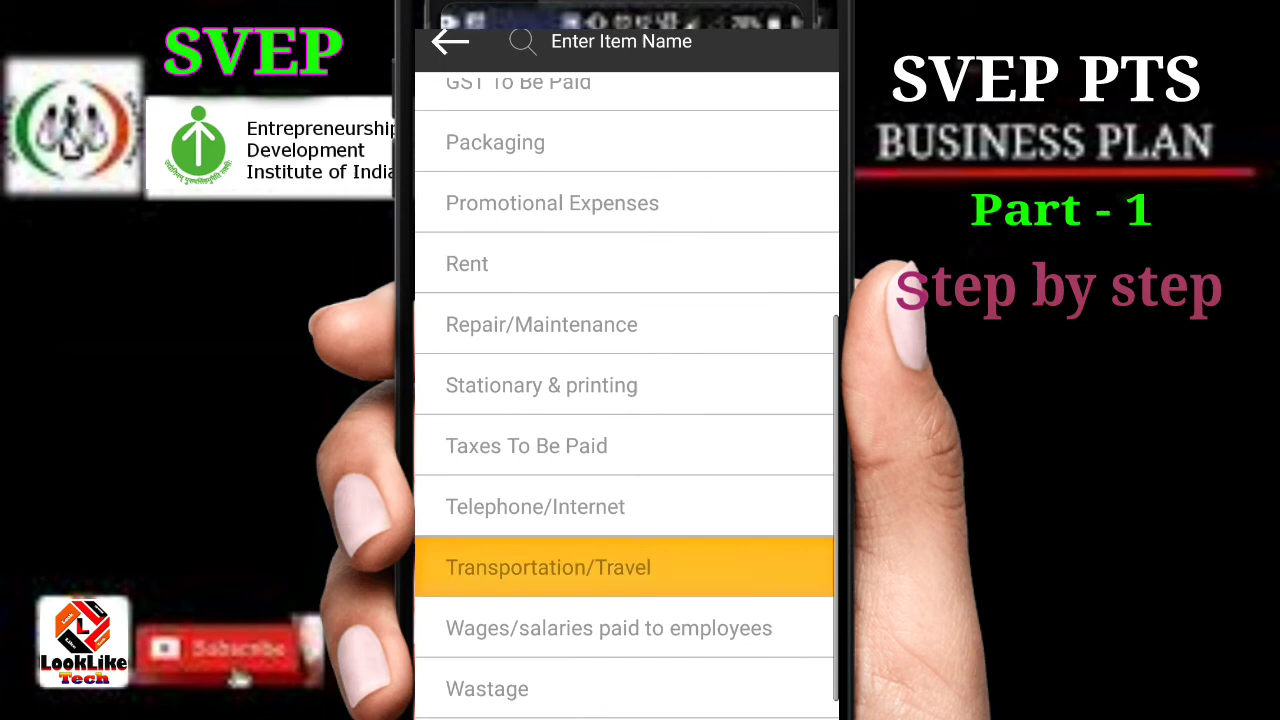 SVEP
Entrepreneurship
Development
Institute of India
Enter Item Name
GST To Be Paid
Packaging
Promotional Expenses
Rent
Repair/Maintenance
Stationary & printing
Taxes To Be Paid
Telephone/Internet
Transportation/Travel
Wages/salaries paid to employees
Wastage
SVEP PTS
BUSINESS PLAN
Part - 1
step by step
L
LookLike
Tech
Subscribe